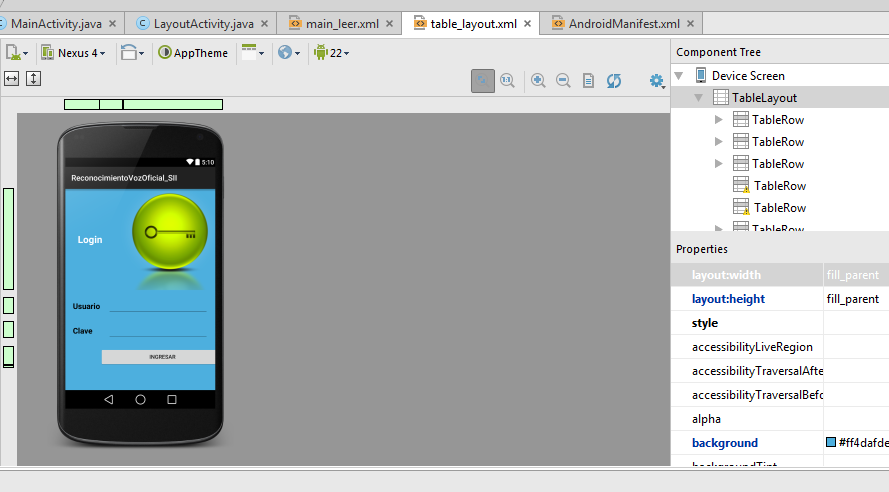 MainActivity.java × LayoutActivity.java × main_leer.xml × table_layout.xml × AndroidManifest.xml ×
Nexus 4 AppTheme 22
5:10
ReconocimientoVozOficial_SII
Login
Usuario
Clave
INGRESAR
Component Tree
Device Screen
TableLayout
TableRow
TableRow
TableRow
TableRow
TableRow
TableRow
Properties
layout:width fill_parent
layout:height fill_parent
style
accessibilityLiveRegion
accessibilityTraversalAfte
accessibilityTraversalBefo
alpha
background #ff4dafde
backgroundTint